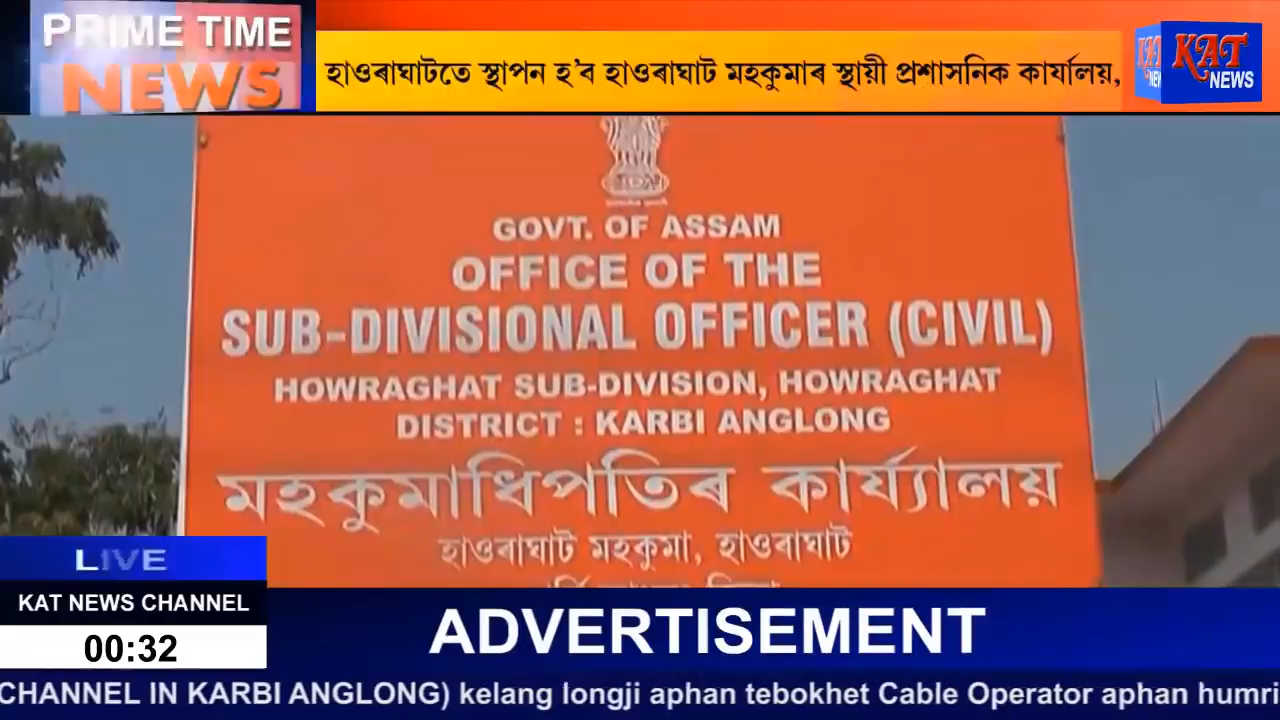 PRIME TIME
NEWS
হাওৰাঘাটতে স্থাপন হ'ব হাওৰাঘাট মহকুমাৰ স্থায়ী প্ৰশাসনিক কাৰ্যালয়,
KAT
NEWS
GOVT. OF ASSAM
OFFICE OF THE
SUB-DIVISIONAL OFFICER (CIVIL)
HOWRAGHAT SUB-DIVISION, HOWRAGHAT
DISTRICT : KARBI ANGLONG
মহকুমাধিপতিৰ কাৰ্য্যালয়
হাওৰাঘাট মহকুমা, হাওৰাঘাট
LIVE
KAT NEWS CHANNEL
00:32
ADVERTISEMENT
CHANNEL IN KARBI ANGLONG) kelang longji aphan tebokhet Cable Operator aphan humri